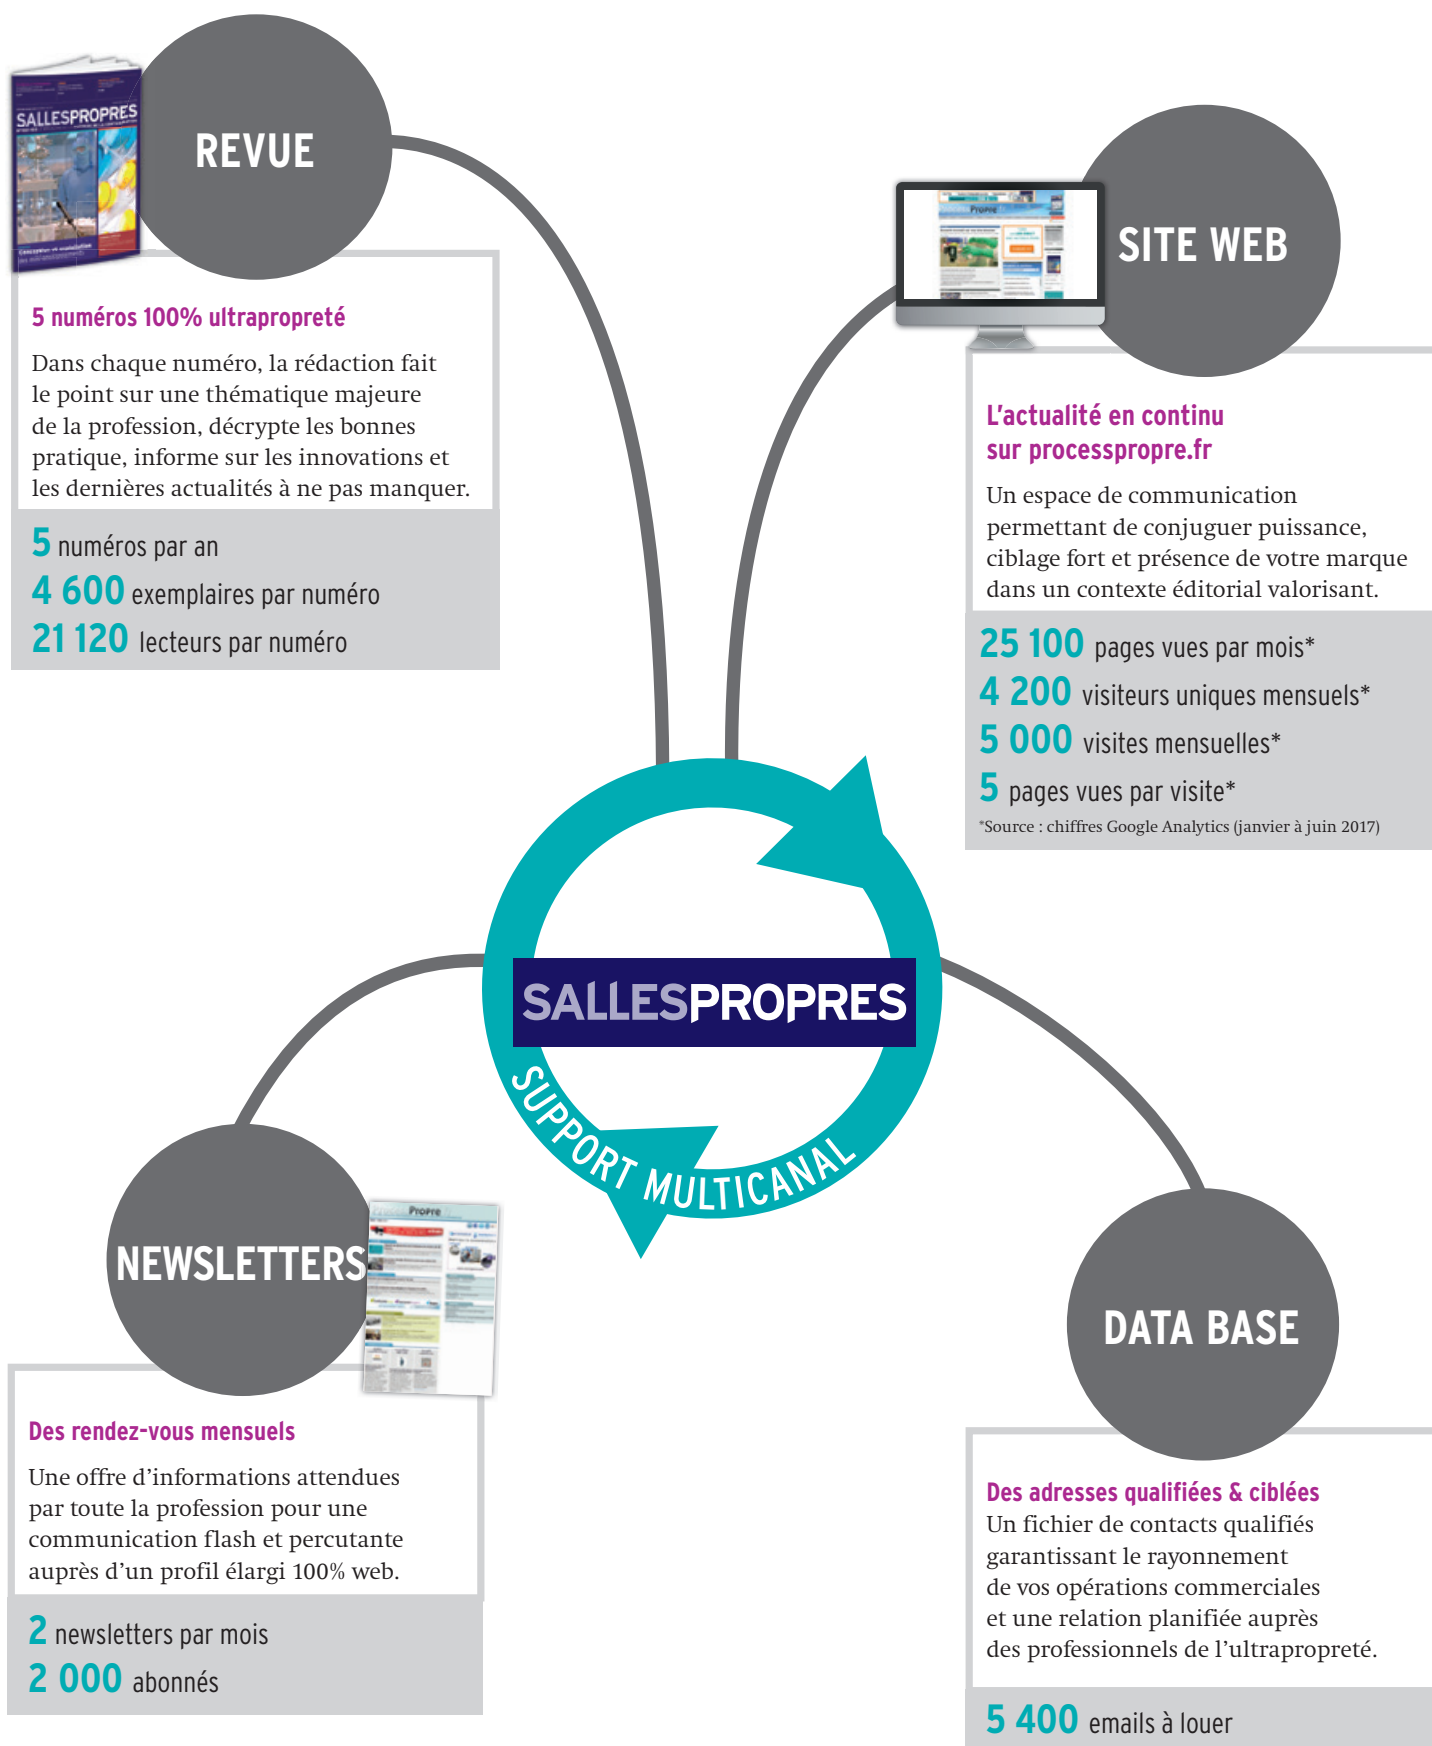 SALLESPROPRES
REVUE
5 numéros 100% ultrapropreté
Dans chaque numéro, la rédaction fait
le point sur une thématique majeure
de la profession, décrypte les bonnes
pratique, informe sur les innovations et
les dernières actualités à ne pas manquer.
5 numéros par an
4 600 exemplaires par numéro
21 120 lecteurs par numéro
Propre
SITE WEB
L'actualité en continu
sur processpropre.fr
Un espace de communication
permettant de conjuguer puissance,
ciblage fort et présence de votre marque
dans un contexte éditorial valorisant.
25 100 pages vues par mois*
4 200 visiteurs uniques mensuels*
5 000 visites mensuelles*
5 pages vues par visite*
*Source : chiffres Google Analytics (janvier à juin 2017)
SALLESPROPRES
SUPPORT MULTICANAL
NEWSLETTERS
Propre
Des rendez-vous mensuels
Une offre d'informations attendues
par toute la profession pour une
communication flash et percutante
auprès d'un profil élargi 100% web.
2 newsletters par mois
2 000 abonnés
DATA BASE
Des adresses qualifiées & ciblées
Un fichier de contacts qualifiés
garantissant le rayonnement
de vos opérations commerciales
et une relation planifiée auprès
des professionnels de l'ultrapropreté.
5 400 emails à louer